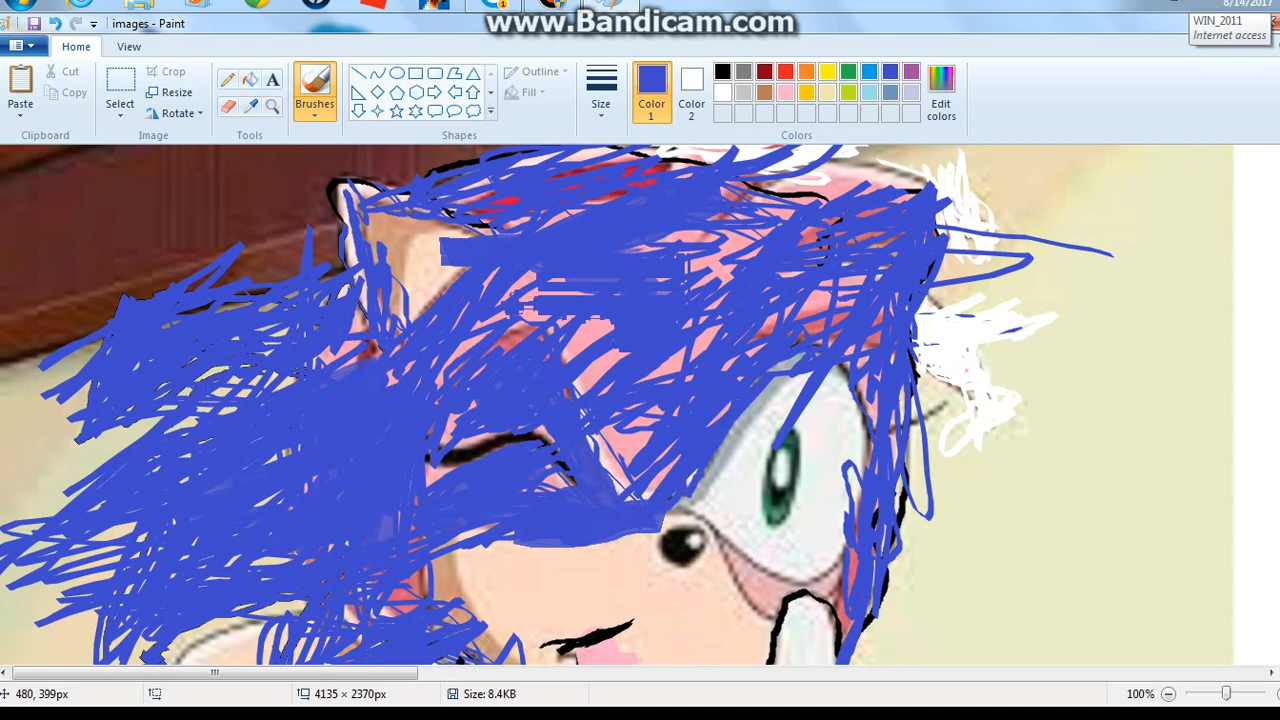 www.Bandicam.com
8/14/2017
images - Paint
WIN_2011
Internet access
Home
View
Paste
Cut
Copy
Clipboard
Select
Crop
Resize
Rotate
Image
Tools
Brushes
Shapes
Outline
Fill
Size
Color 1
Color 2
Edit colors
Colors
480, 399px
4135 × 2370px
Size: 8.4KB
100%